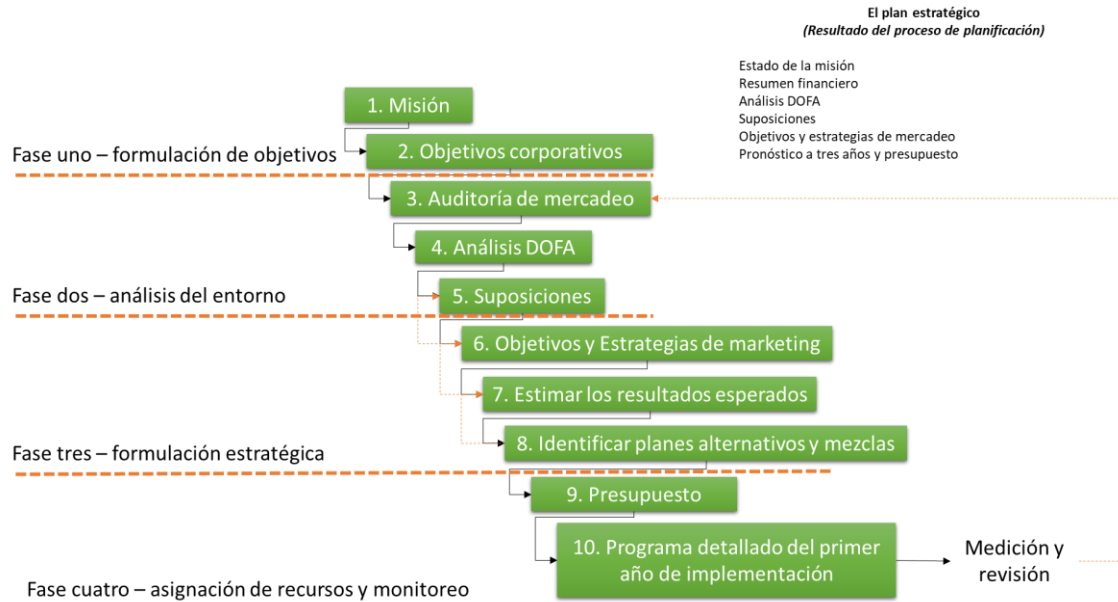 El plan estratégico
(Resultado del proceso de planificación)
Estado de la misión
Resumen financiero
Análisis DOFA
Suposiciones
Objetivos y estrategias de mercadeo
Pronóstico a tres años y presupuesto
1. Misión
2. Objetivos corporativos
Fase uno – formulación de objetivos
3. Auditoría de mercadeo
4. Análisis DOFA
5. Suposiciones
Fase dos – análisis del entorno
6. Objetivos y Estrategias de marketing
7. Estimar los resultados esperados
8. Identificar planes alternativos y mezclas
Fase tres – formulación estratégica
9. Presupuesto
10. Programa detallado del primer
año de implementación
Medición y
revisión
Fase cuatro – asignación de recursos y monitoreo